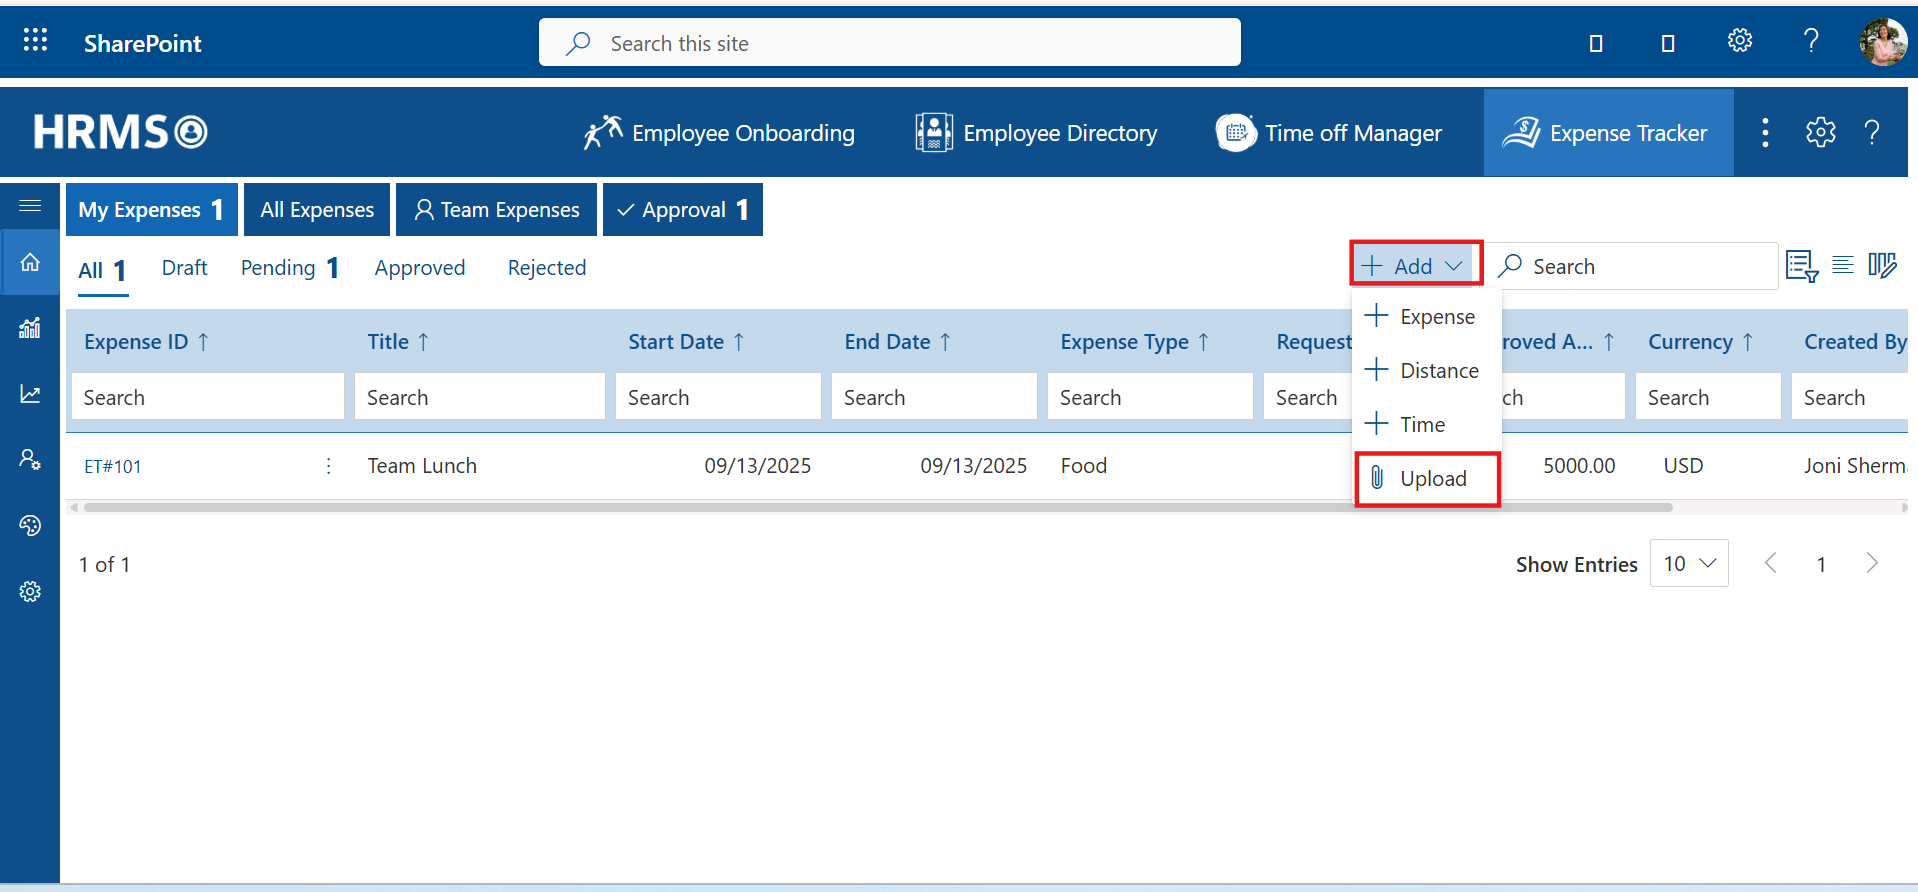 SharePoint
Search this site
HRMS
Employee Onboarding
Employee Directory
Time off Manager
Expense Tracker
My Expenses 1
All Expenses
Team Expenses
Approval 1
All 1
Draft
Pending 1
Approved
Rejected
Add
Search
Expense
Distance
Time
Upload
Expense ID ↑
Title ↑
Start Date ↑
End Date ↑
Expense Type ↑
Request
roved A... ↑
Currency ↑
Created By
Search
Search
Search
Search
Search
Search
ch
Search
Search
ET#101
Team Lunch
09/13/2025
09/13/2025
Food
5000.00
USD
Joni Sherm
1 of 1
Show Entries
10
1